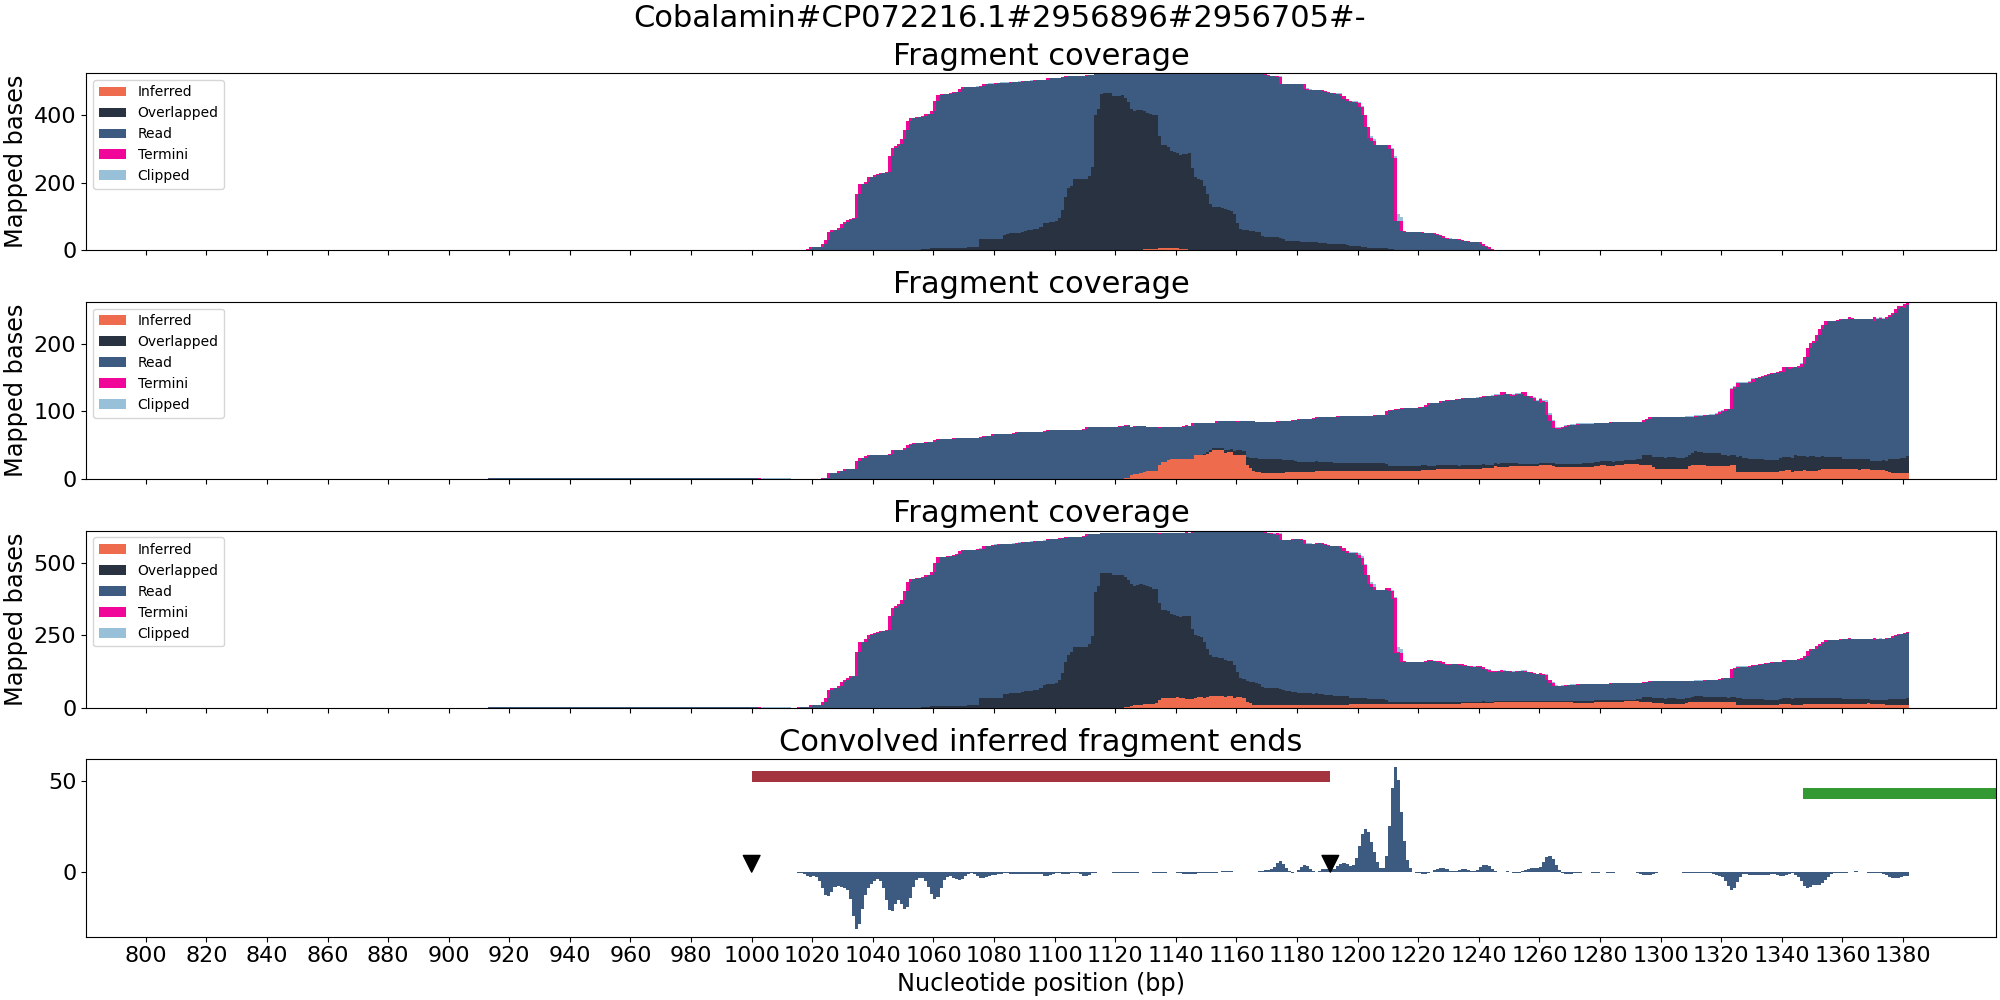 Cobalamin#CP072216.1#2956896#2956705#-
Fragment coverage
Mapped bases
400
200
0
Inferred
Overlapped
Read
Termini
Clipped
Fragment coverage
Mapped bases
200
100
0
Inferred
Overlapped
Read
Termini
Clipped
Fragment coverage
Mapped bases
500
250
0
Inferred
Overlapped
Read
Termini
Clipped
Convolved inferred fragment ends
50
0
800 820 840 860 880 900 920 940 960 980 1000 1020 1040 1060 1080 1100 1120 1140 1160 1180 1200 1220 1240 1260 1280 1300 1320 1340 1360 1380
Nucleotide position (bp)